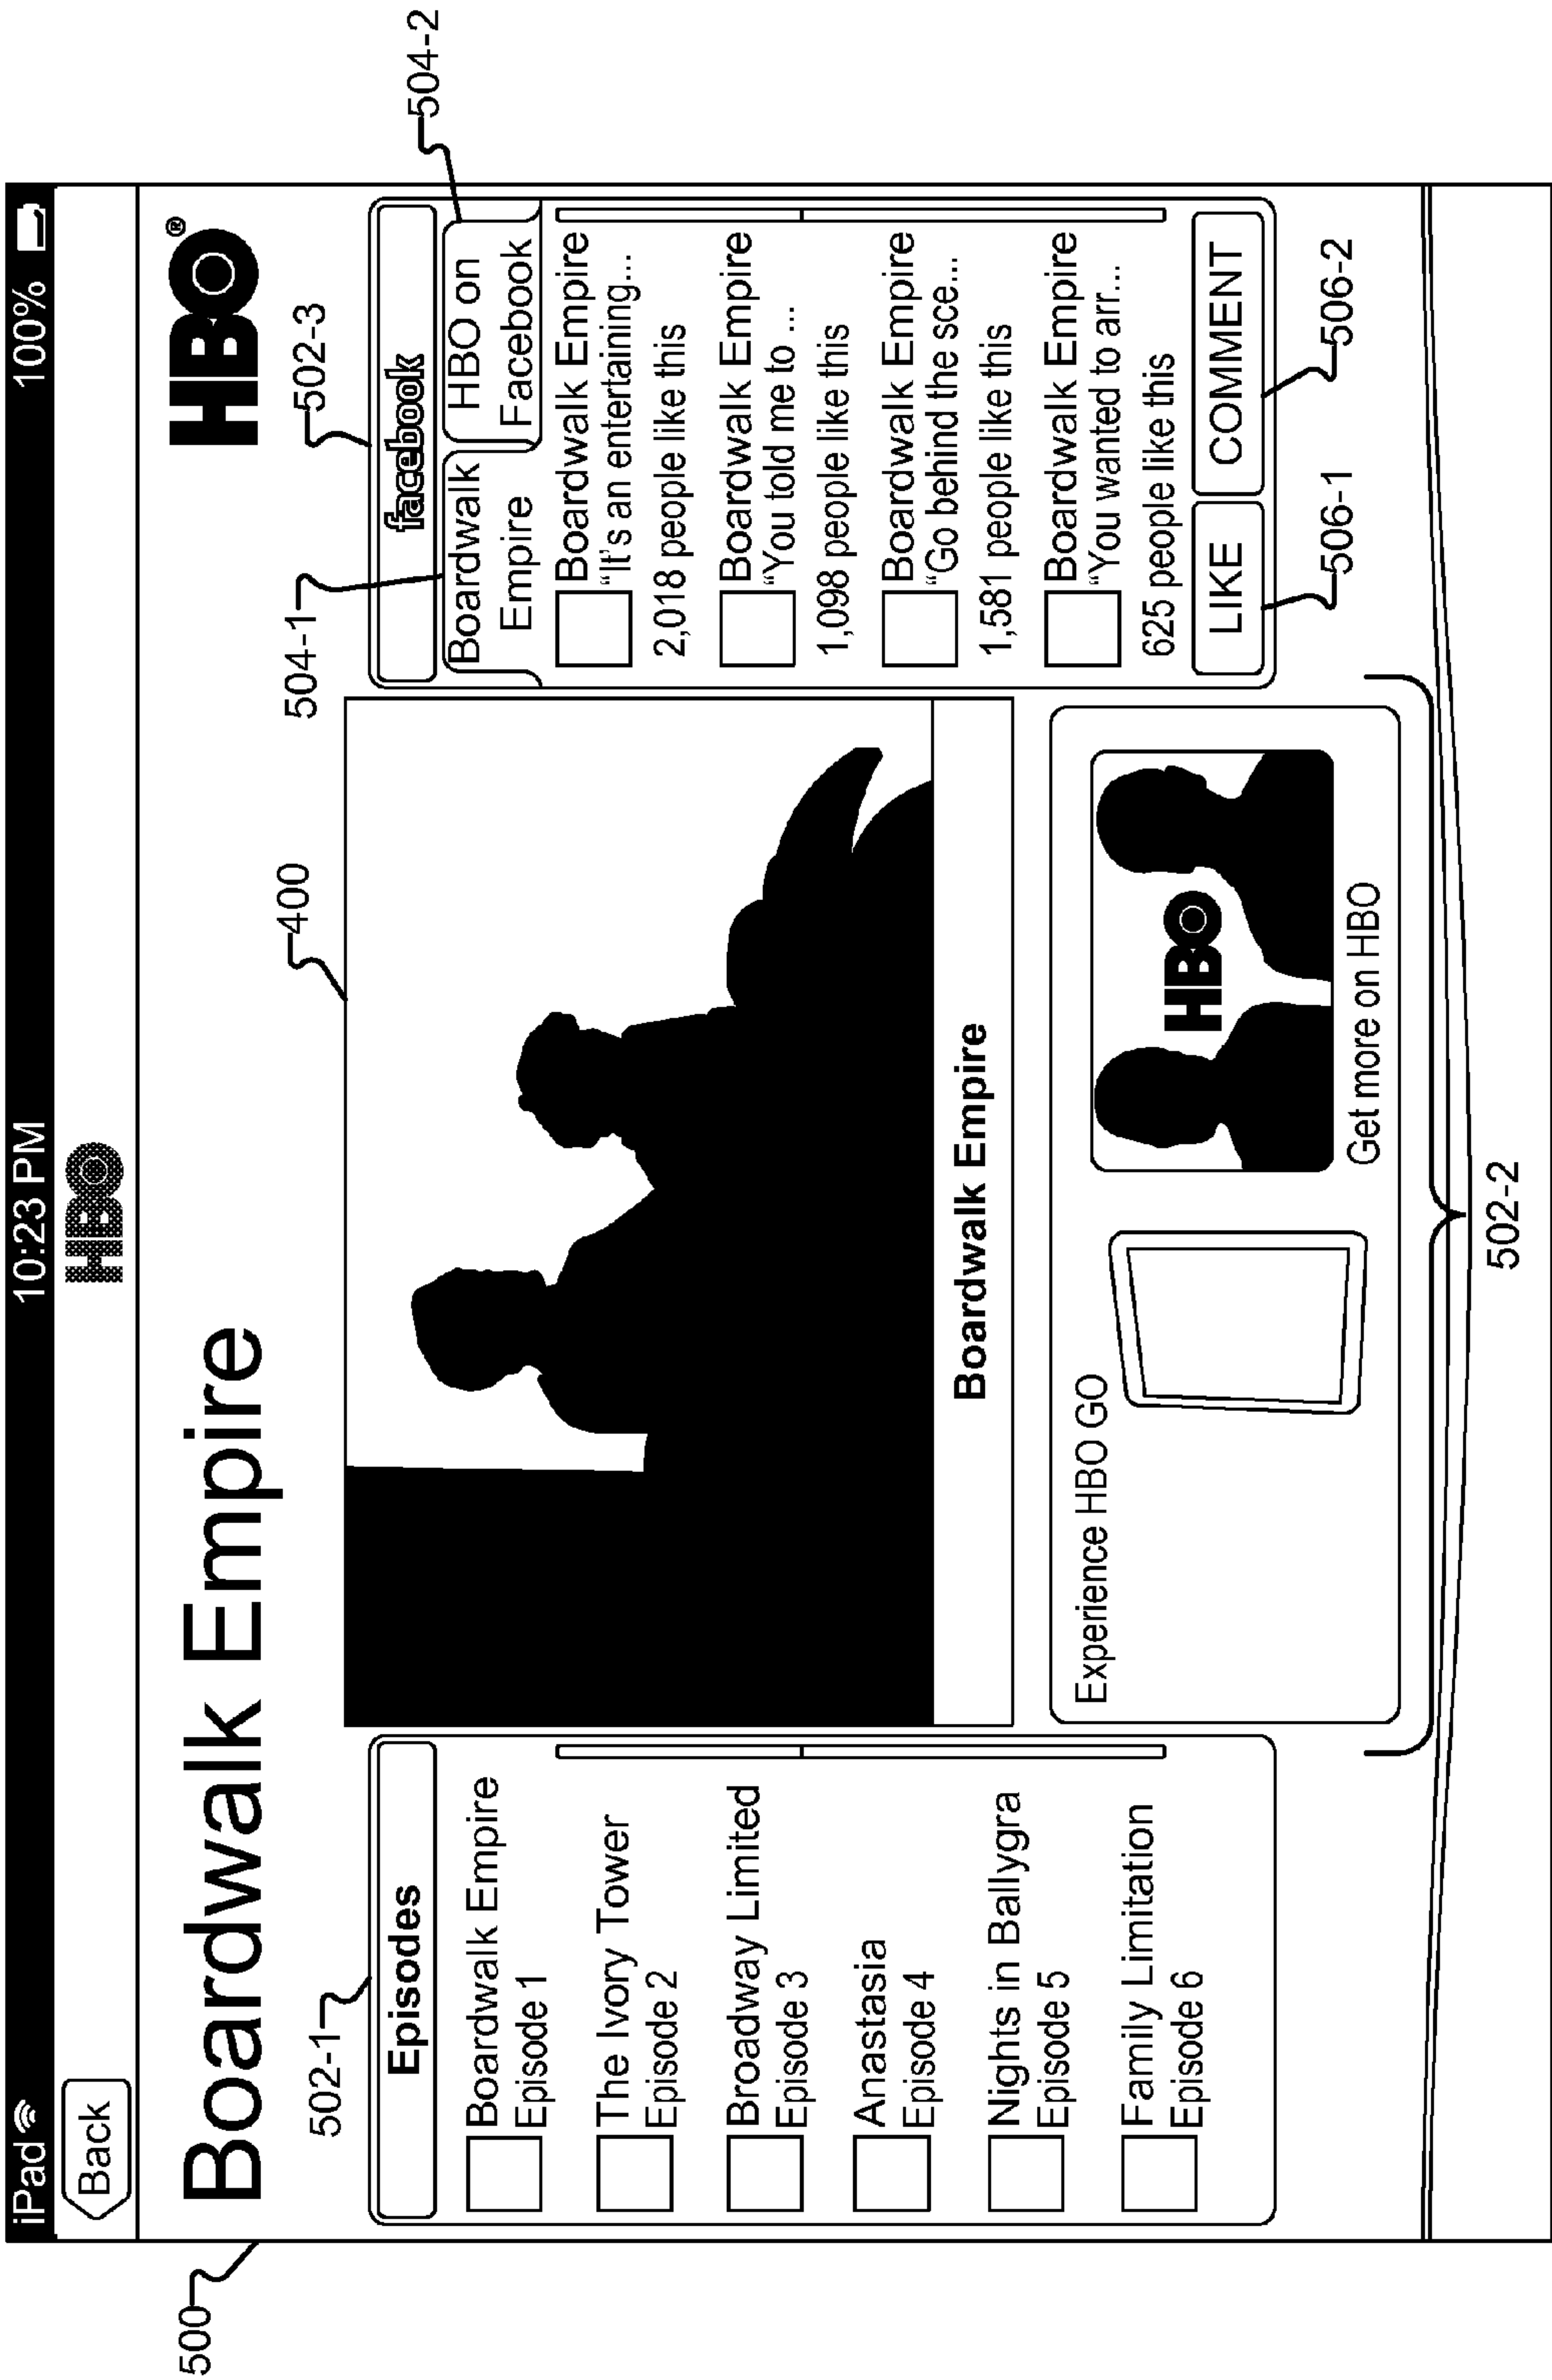 500
iPad 10:23 PM 100%
Back
HBO
Boardwalk Empire
HBO®
502-1
400
504-1
502-3
504-2
Episodes
Boardwalk Empire
Episode 1
The Ivory Tower
Episode 2
Broadway Limited
Episode 3
Anastasia
Episode 4
Nights in Ballygra
Episode 5
Family Limitation
Episode 6
Boardwalk Empire
Experience HBO GO
HBO
Get more on HBO
502-2
facebook
Boardwalk
Empire
HBO on
Facebook
Boardwalk Empire
“It's an entertaining...
2,018 people like this
Boardwalk Empire
“You told me to ...
1,098 people like this
Boardwalk Empire
“Go behind the sce...
1,581 people like this
Boardwalk Empire
“You wanted to arr...
625 people like this
LIKE
COMMENT
506-1
506-2